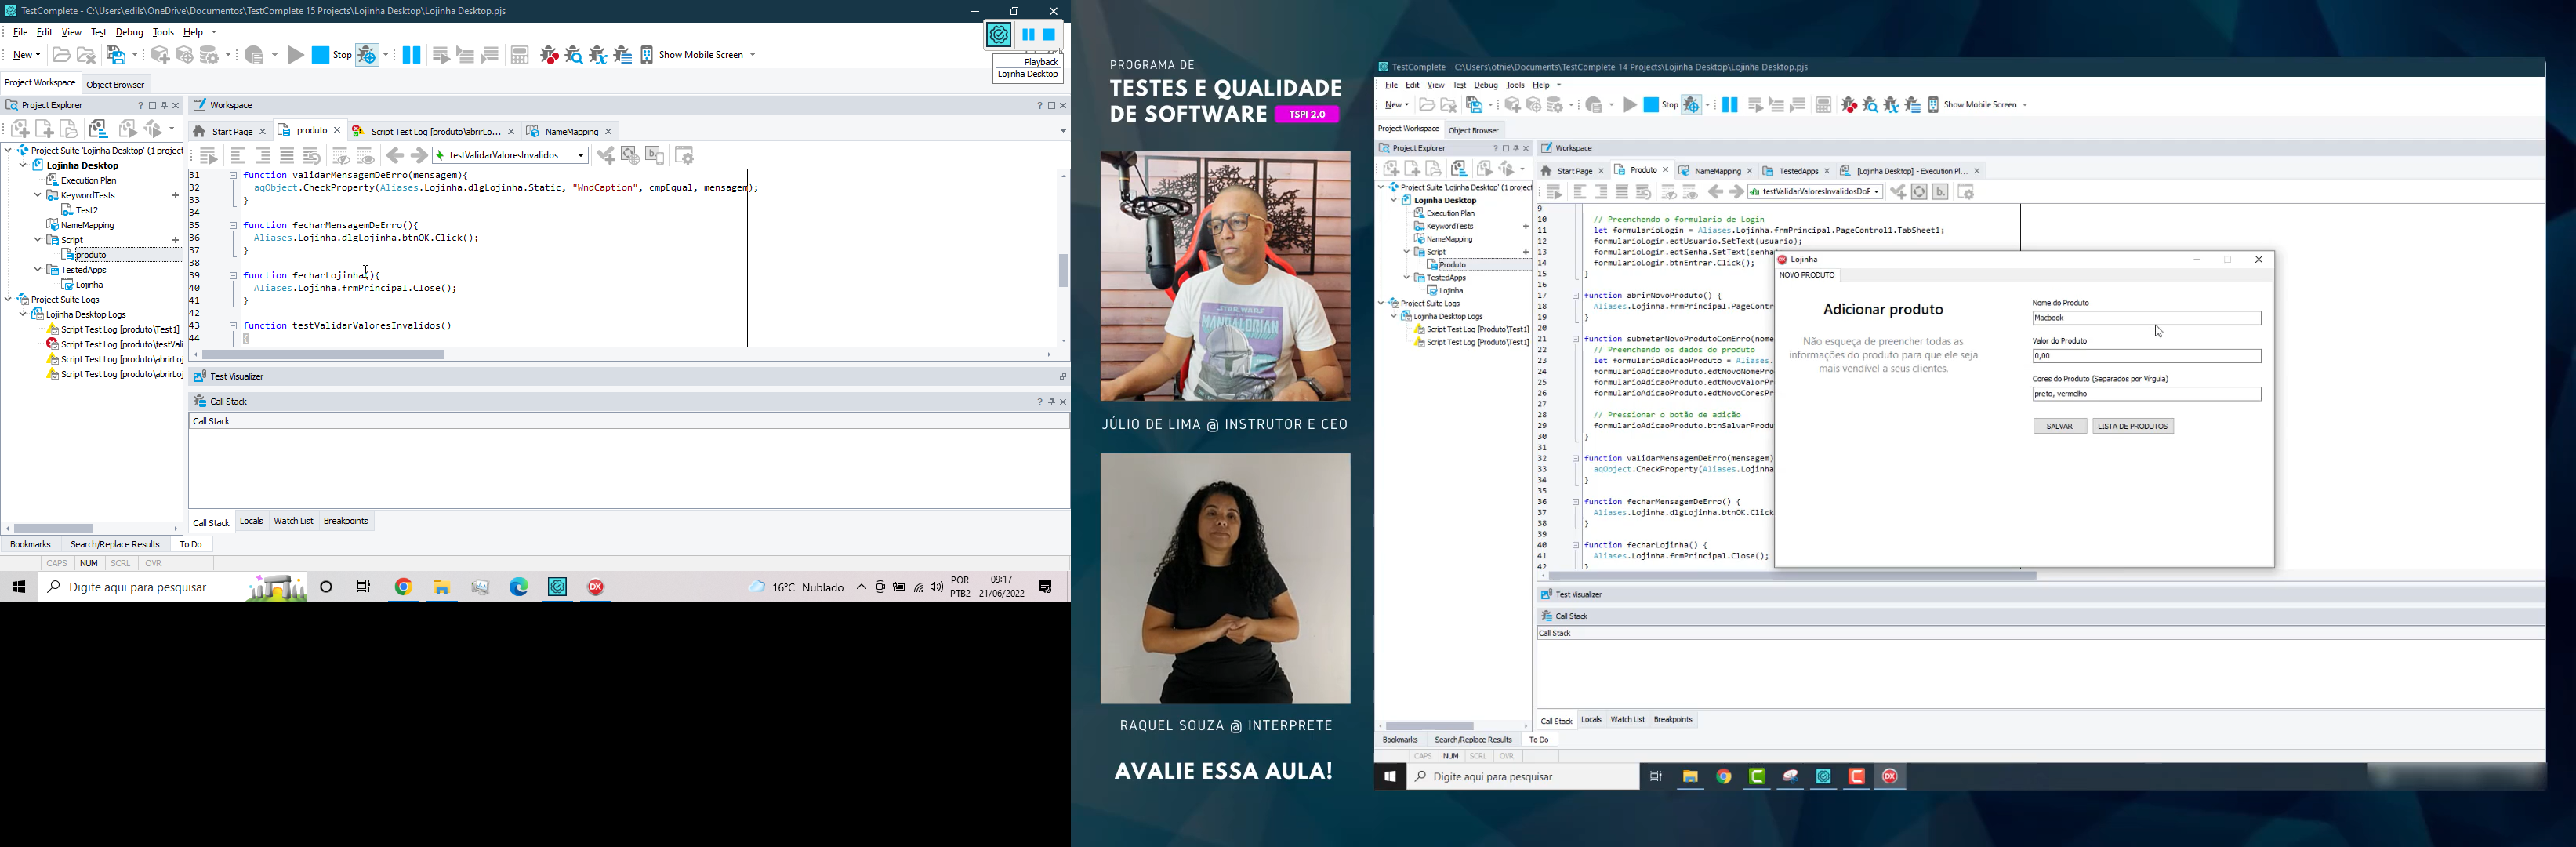 TestComplete - C:\Users\edils\OneDrive\Documentos\TestComplete 15 Projects\Lojinha Desktop\Lojinha Desktop.pjs
File Edit View Test Debug Tools Help
New Stop Show Mobile Screen
Playback
Lojinha Desktop
Project Workspace Object Browser
Project Explorer
Project Suite 'Lojinha Desktop' (1 project
Lojinha Desktop
Execution Plan
KeywordTests
Test2
NameMapping
Script
produto
TestedApps
Lojinha
Project Suite Logs
Lojinha Desktop Logs
Script Test Log [produto\Test1]
Script Test Log [produto\testVali
Script Test Log [produto\abrirLo
Script Test Log [produto\abrirLo
Workspace
Start Page produto Script Test Log [produto\abrirLo... NameMapping
testValidarValoresInvalidos
31 function validarMensagemDeErro(mensagem){
32 aqObject.CheckProperty(Aliases.Lojinha.dlgLojinha.Static, "WndCaption", cmpEqual, mensagem);
33 }
34
35 function fecharMensagemDeErro(){
36 Aliases.Lojinha.dlgLojinha.btnOK.Click();
37 }
38
39 function fecharLojinha(){
40 Aliases.Lojinha.frmPrincipal.Close();
41 }
42
43 function testValidarValoresInvalidos()
44 {
Test Visualizer
Call Stack
Call Stack
Call Stack Locals Watch List Breakpoints
Bookmarks Search/Replace Results To Do
CAPS NUM SCRL OVR
Digite aqui para pesquisar
16°C Nublado
POR
PTB2
09:17
21/06/2022
PROGRAMA DE
TESTES E QUALIDADE
DE SOFTWARE TSPI 2.0
THE
MANDALORIAN
JÚLIO DE LIMA @ INSTRUTOR E CEO
RAQUEL SOUZA @ INTERPRETE
AVALIE ESSA AULA!
TestComplete - C:\Users\otnie\Documents\TestComplete 14 Projects\Lojinha Desktop\Lojinha Desktop.pjs
File Edit View Test Debug Tools Help
New Stop Show Mobile Screen
Project Workspace Object Browser
Project Explorer
Project Suite 'Lojinha Desktop' (1 project
Lojinha Desktop
Execution Plan
KeywordTests
NameMapping
Script
Produto
TestedApps
Lojinha
Project Suite Logs
Lojinha Desktop Logs
Script Test Log [Produto\Test1]
Script Test Log [Produto\Test1]
Workspace
Start Page Produto NameMapping TestedApps [Lojinha Desktop] - Execution Pl...
testValidarValoresInvalidosDoF
9
10 // Preenchendo o formulario de Login
11 let formularioLogin = Aliases.Lojinha.frmPrincipal.PageControl1.TabSheet1;
12 formularioLogin.edtUsuario.SetText(usuario);
13 formularioLogin.edtSenha.SetText(senha
14 formularioLogin.btnEntrar.Click();
15 }
16
17 function abrirNovoProduto() {
18 Aliases.Lojinha.frmPrincipal.PageContr
19 }
20
21 function submeterNovoProdutoComErro(nome
22 // Preenchendo os dados do produto
23 let formularioAdicaoProduto = Aliases.
24 formularioAdicaoProduto.edtNovoNomePro
25 formularioAdicaoProduto.edtNovoValorPr
26 formularioAdicaoProduto.edtNovoCoresPr
27
28 // Pressionar o botão de adição
29 formularioAdicaoProduto.btnSalvarProdu
30 }
31
32 function validarMensagemDeErro(mensagem)
33 aqObject.CheckProperty(Aliases.Lojinha
34 }
35
36 function fecharMensagemDeErro() {
37 Aliases.Lojinha.dlgLojinha.btnOK.Click
38 }
39
40 function fecharLojinha() {
41 Aliases.Lojinha.frmPrincipal.Close();
42 }
Lojinha
NOVO PRODUTO
Adicionar produto
Não esqueça de preencher todas as
informações do produto para que ele seja
mais vendível a seus clientes.
Nome do Produto
Macbook
Valor do Produto
0,00
Cores do Produto (Separados por Vírgula)
preto, vermelho
SALVAR LISTA DE PRODUTOS
Test Visualizer
Call Stack
Call Stack
Call Stack Locals Watch List Breakpoints
Bookmarks Search/Replace Results To Do
CAPS NUM SCRL OVR
Digite aqui para pesquisar